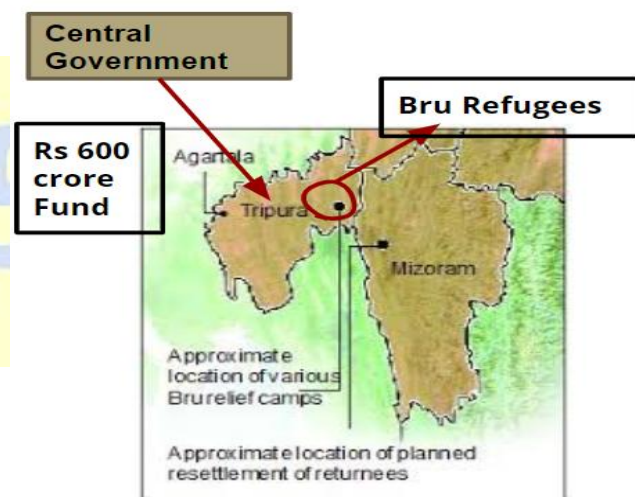 Central
Government
Bru Refugees
Rs 600
crore
Fund
Agartala
Tripura
Mizoram
Approximate
location of various
Bru relief camps
Approximate location of planned
resettlement of returnees